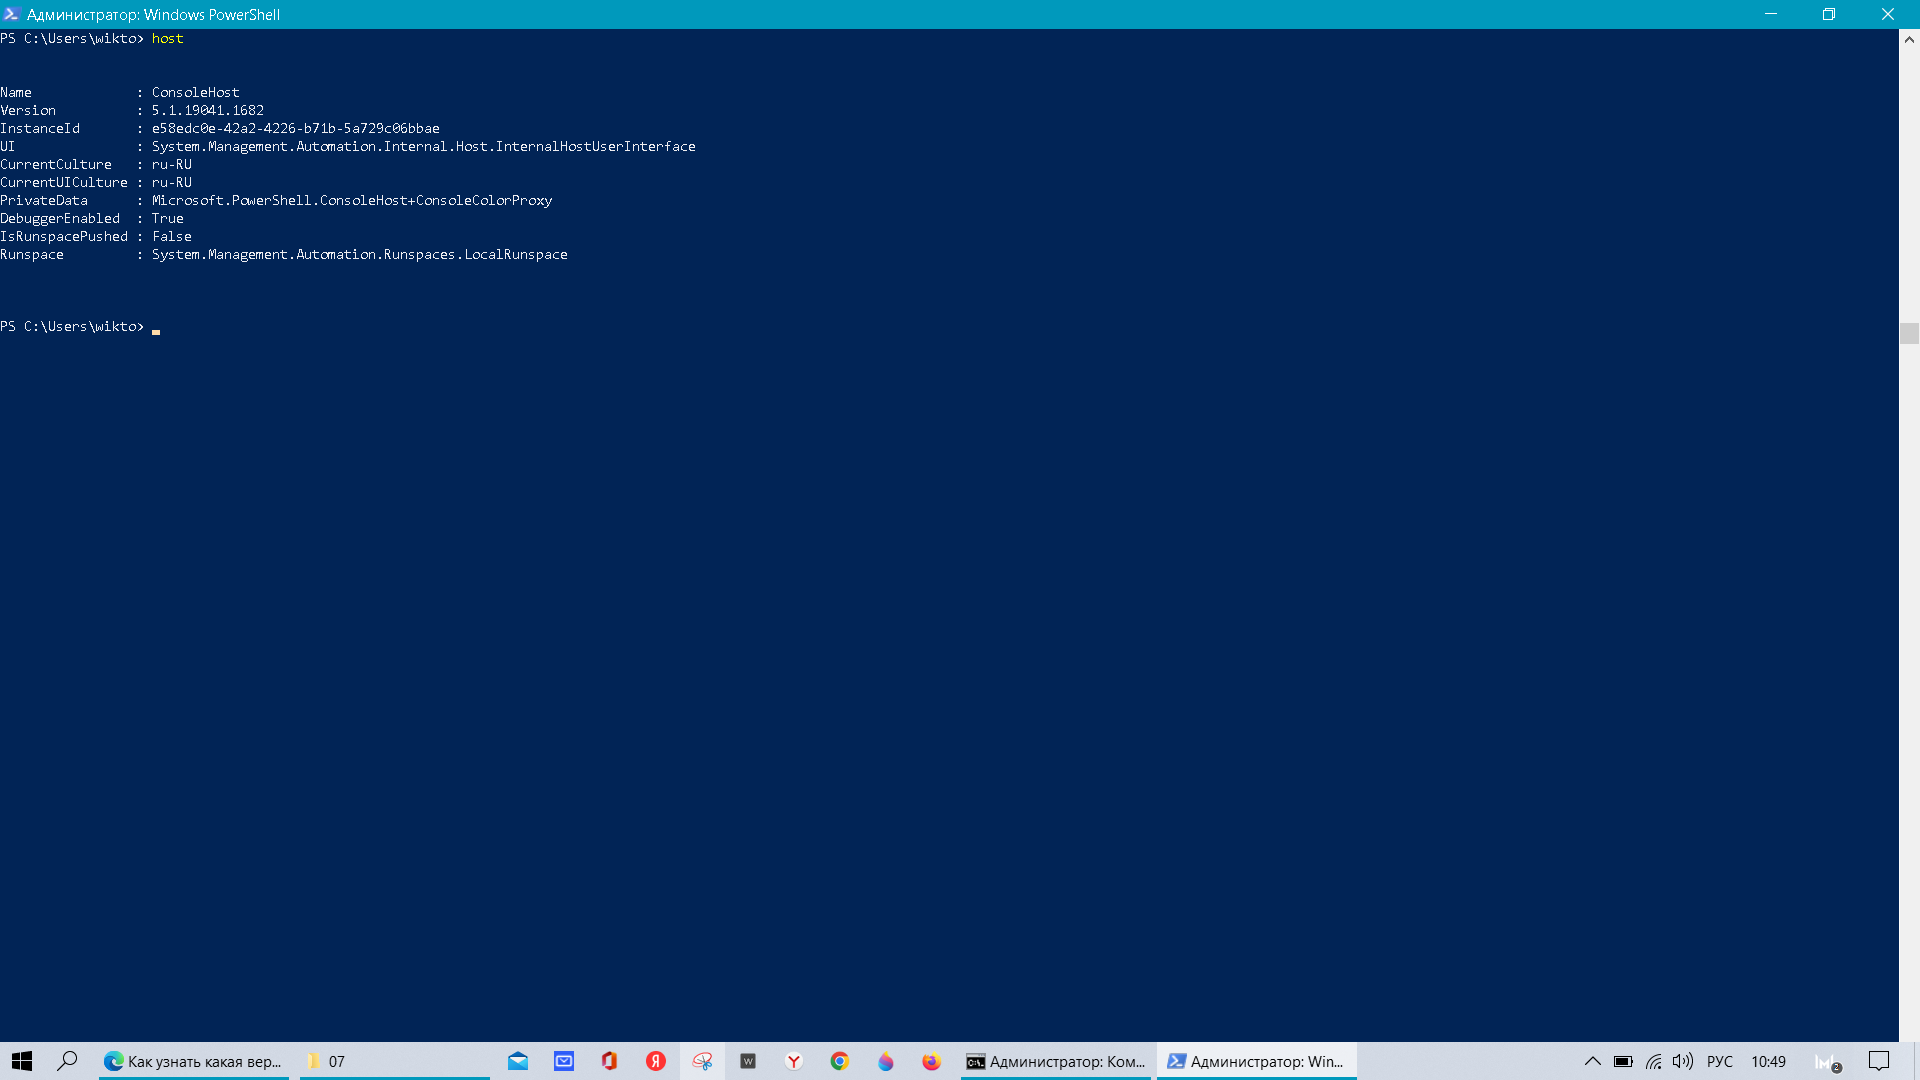 Администратор: Windows PowerShell
PS C:\Users\wikto> host
Name             : ConsoleHost
Version          : 5.1.19041.1682
InstanceId       : e58edc0e-42a2-4226-b71b-5a729c06bbae
UI               : System.Management.Automation.Internal.Host.InternalHostUserInterface
CurrentCulture   : ru-RU
CurrentUICulture : ru-RU
PrivateData      : Microsoft.PowerShell.ConsoleHost+ConsoleColorProxy
DebuggerEnabled  : True
IsRunspacePushed : False
Runspace         : System.Management.Automation.Runspaces.LocalRunspace
PS C:\Users\wikto>
Как узнать какая вер... 07 Администратор: Ком... Администратор: Win... РУС 10:49 2